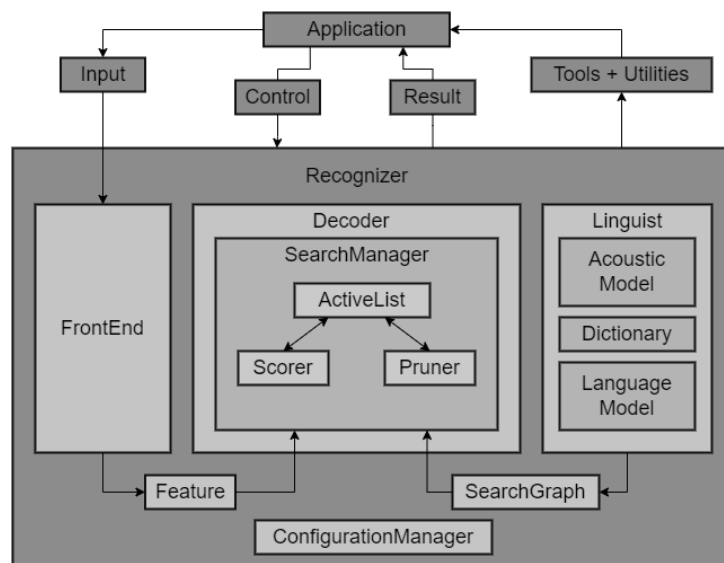 Application
Input
Control
Result
Tools + Utilities
Recognizer
FrontEnd
Decoder
SearchManager
ActiveList
Scorer
Pruner
Linguist
Acoustic
Model
Dictionary
Language
Model
Feature
SearchGraph
ConfigurationManager